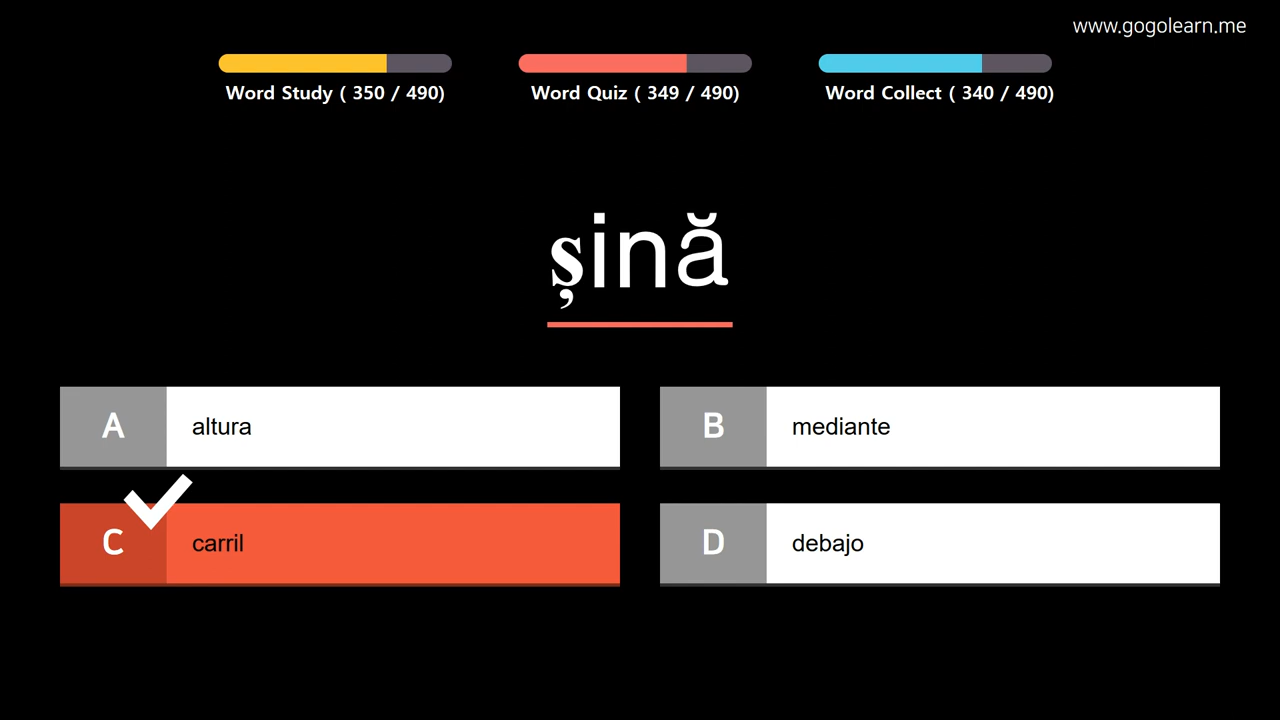 www.gogolearn.me
Word Study ( 350 / 490)
Word Quiz ( 349 / 490)
Word Collect ( 340 / 490)
șină
A altura
B mediante
C carril
D debajo